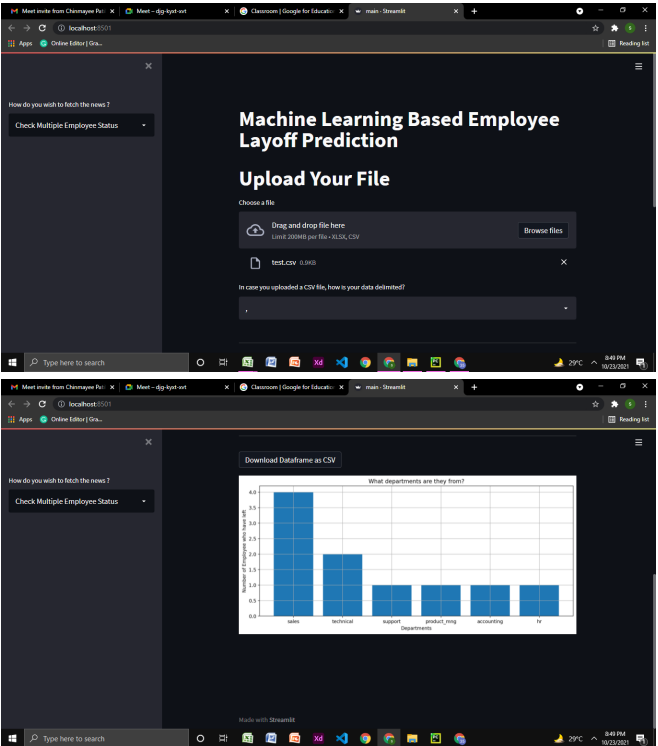 Meet invite from Chinmayee Pati
Meet – djg-kyst-xvt
Classroom | Google for Educatio
main · Streamlit
localhost:8501
Apps
Online Editor | Gra...
Reading list
How do you wish to fetch the news ?
Check Multiple Employee Status
Machine Learning Based Employee
Layoff Prediction
Upload Your File
Choose a file
Drag and drop file here
Limit 200MB per file • XLSX, CSV
Browse files
test.csv 0.9KB
In case you uploaded a CSV file, how is your data delimited?
,
Type here to search
29°C
8:49 PM
10/23/2021
Meet invite from Chinmayee Pati
Meet – djg-kyst-xvt
Classroom | Google for Educatio
main · Streamlit
localhost:8501
Apps
Online Editor | Gra...
Reading list
How do you wish to fetch the news ?
Check Multiple Employee Status
Download Dataframe as CSV
What departments are they from?
Number of Employee who have left
4.0
3.5
3.0
2.5
2.0
1.5
1.0
0.5
0.0
sales technical support product_mng accounting hr
Departments
Made with Streamlit
Type here to search
29°C
8:49 PM
10/23/2021